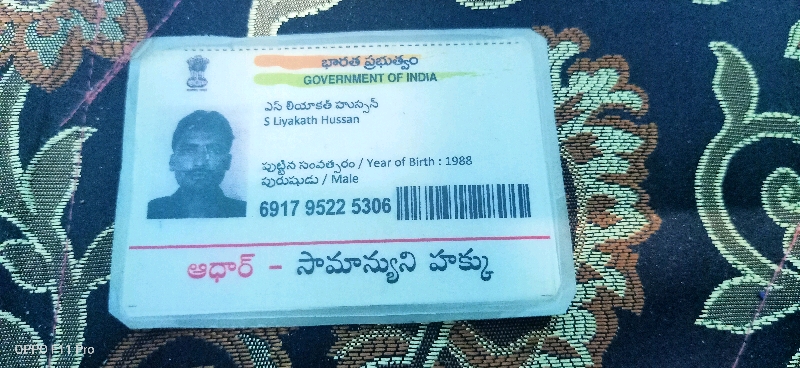 భారత ప్రభుత్వం
GOVERNMENT OF INDIA
ఎస్ లియాకత్ హుస్సన్
S Liyakath Hussan
పుట్టిన సంవత్సరం / Year of Birth : 1988
పురుషుడు / Male
6917 9522 5306
ఆధార్ - సామాన్యుని హక్కు
OPPO F11 Pro